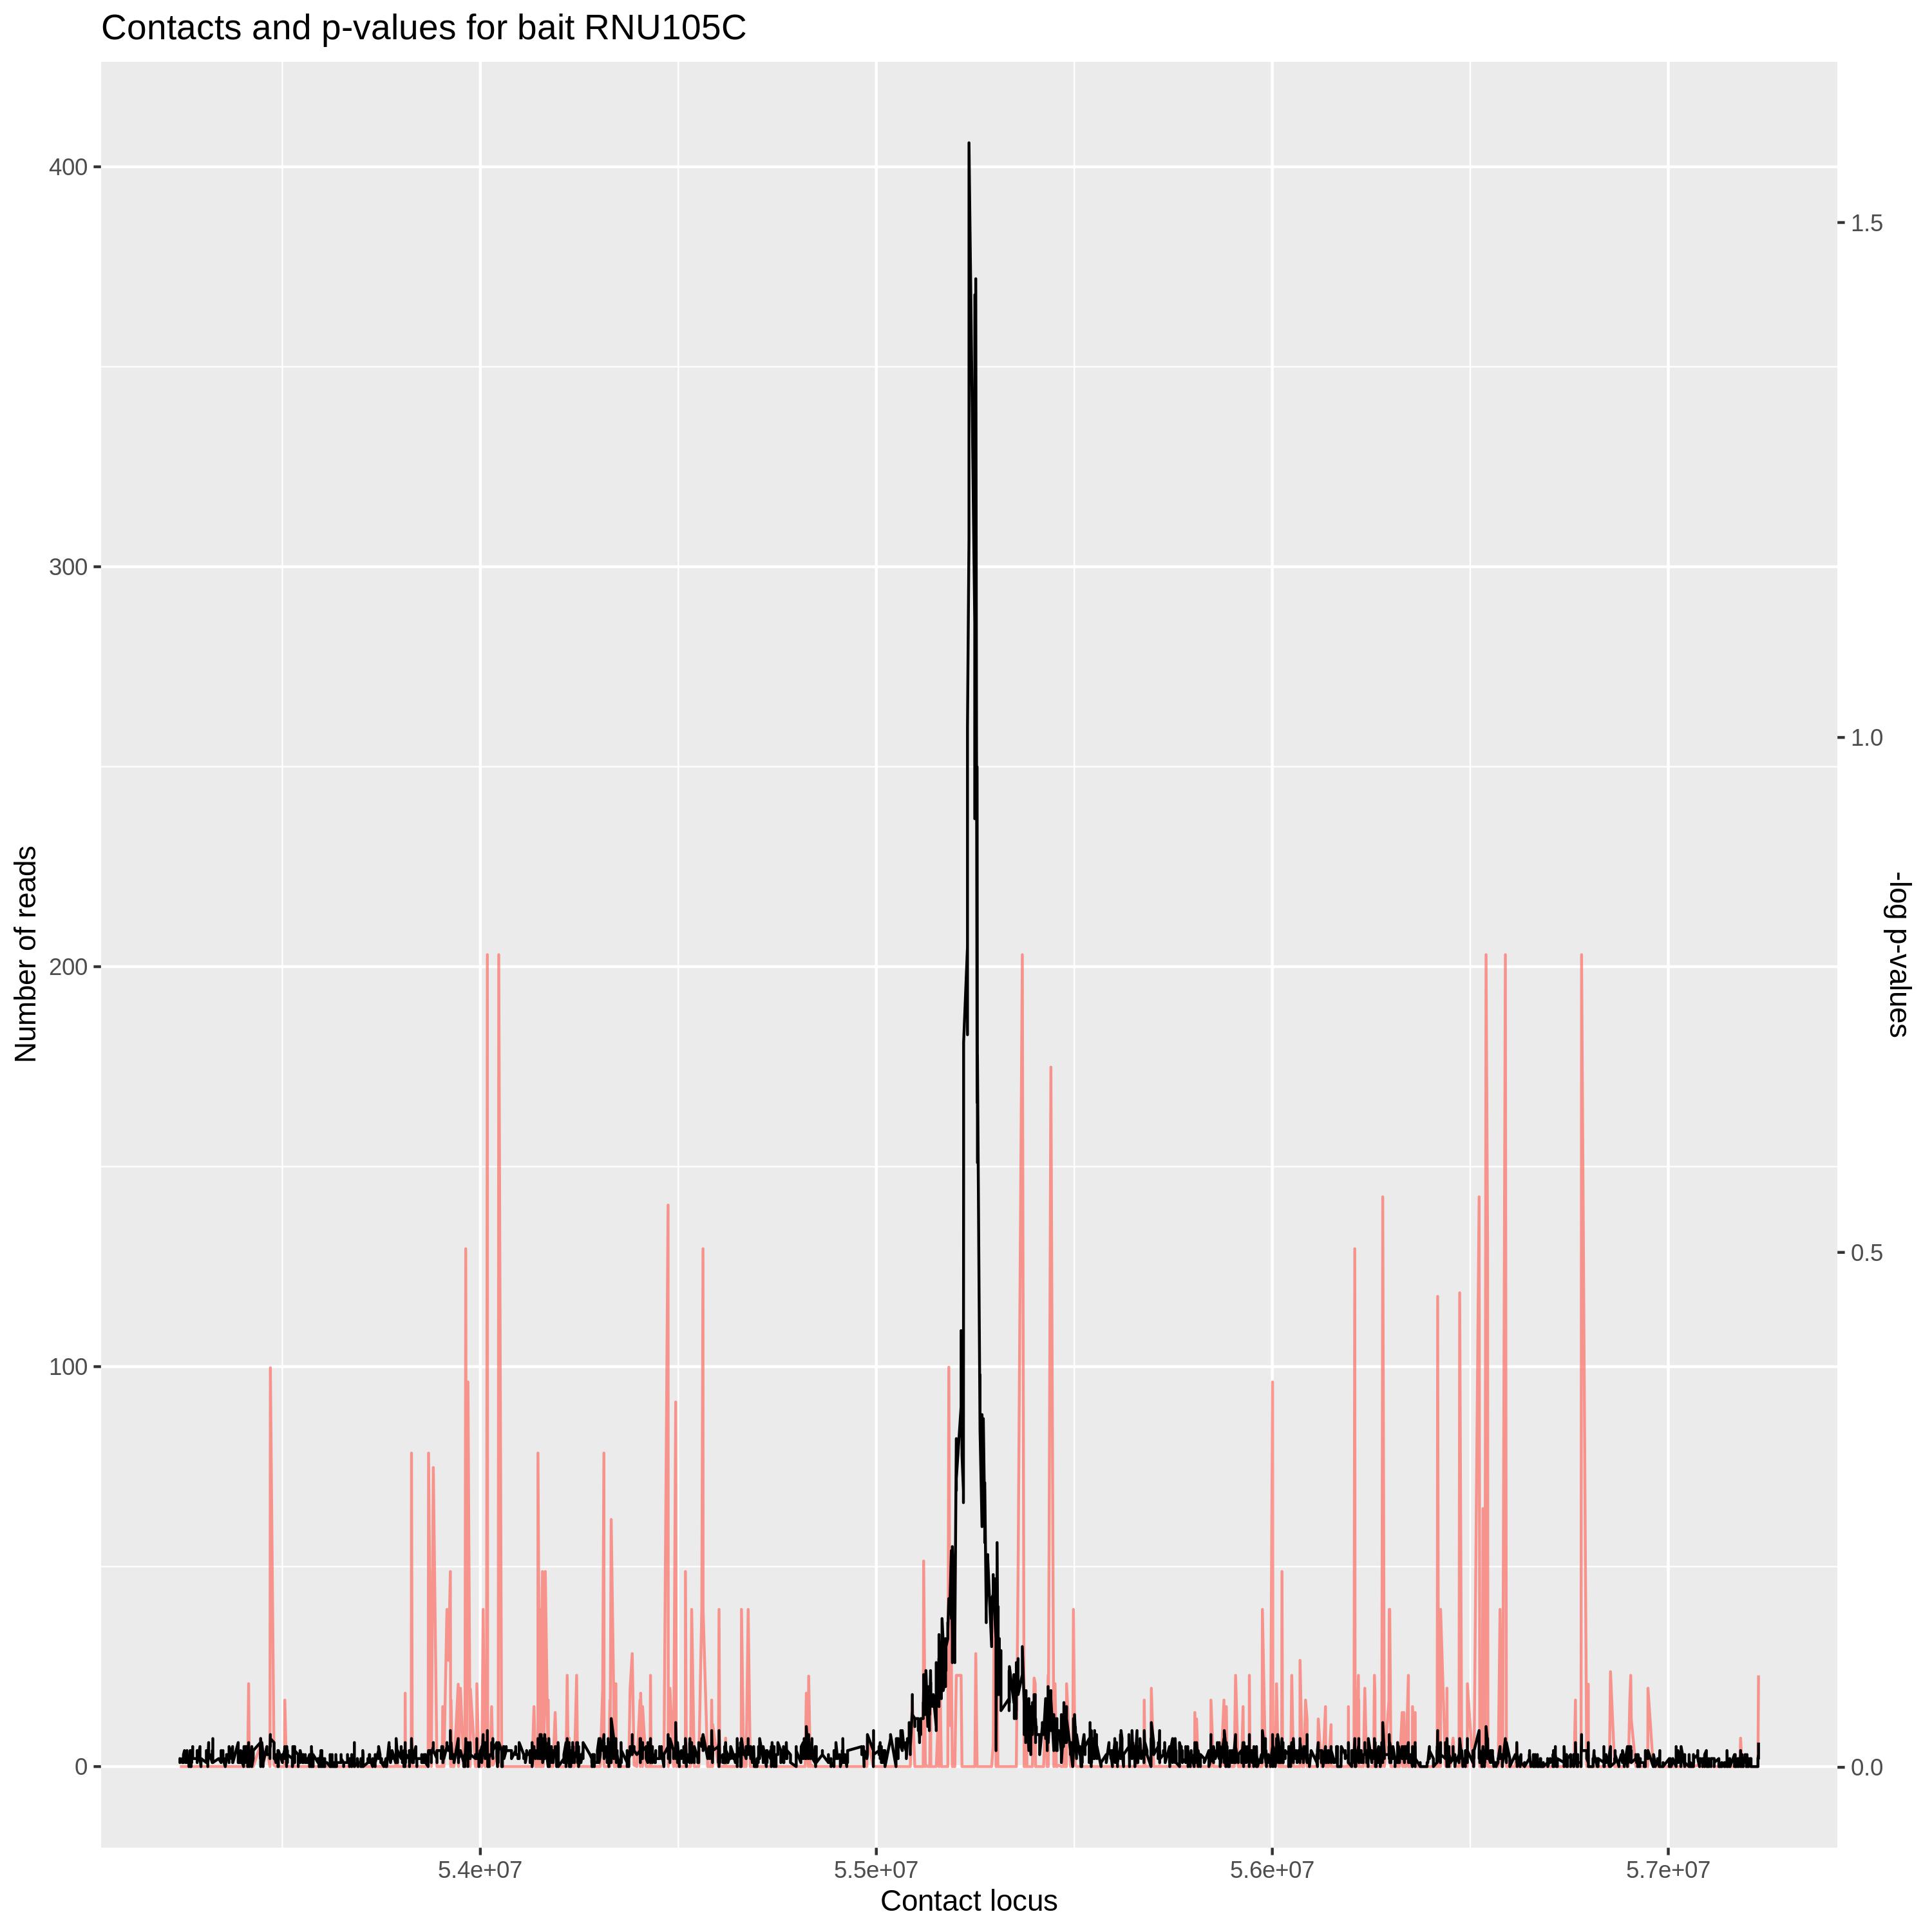 Contacts and p-values for bait RNU105C
400
300
200
100
0
Number of reads
1.5
1.0
0.5
0.0
-log p-values
5.4e+07
5.5e+07
5.6e+07
5.7e+07
Contact locus